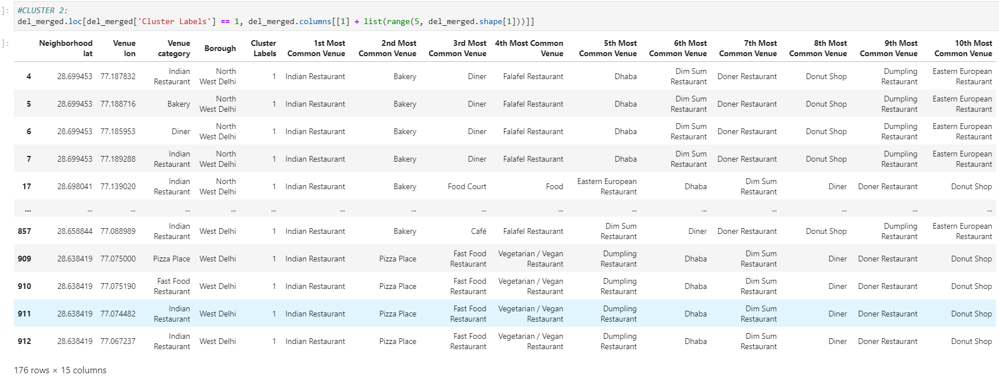 ]: #CLUSTER 2:
del_merged.loc[del_merged['Cluster Labels'] == 1, del_merged.columns[[1] + list(range(5, del_merged.shape[1]))]]
]:
Neighborhood lat Venue lon Venue category Borough Cluster Labels 1st Most Common Venue 2nd Most Common Venue 3rd Most Common Venue 4th Most Common Venue 5th Most Common Venue 6th Most Common Venue 7th Most Common Venue 8th Most Common Venue 9th Most Common Venue 10th Most Common Venue
4 28.699453 77.187832 Indian Restaurant North West Delhi 1 Indian Restaurant Bakery Diner Falafel Restaurant Dhaba Dim Sum Restaurant Doner Restaurant Donut Shop Dumpling Restaurant Eastern European Restaurant
5 28.699453 77.188716 Bakery North West Delhi 1 Indian Restaurant Bakery Diner Falafel Restaurant Dhaba Dim Sum Restaurant Doner Restaurant Donut Shop Dumpling Restaurant Eastern European Restaurant
6 28.699453 77.185953 Diner North West Delhi 1 Indian Restaurant Bakery Diner Falafel Restaurant Dhaba Dim Sum Restaurant Doner Restaurant Donut Shop Dumpling Restaurant Eastern European Restaurant
7 28.699453 77.189288 Indian Restaurant North West Delhi 1 Indian Restaurant Bakery Diner Falafel Restaurant Dhaba Dim Sum Restaurant Doner Restaurant Donut Shop Dumpling Restaurant Eastern European Restaurant
17 28.698041 77.139020 Indian Restaurant North West Delhi 1 Indian Restaurant Bakery Food Court Food Eastern European Restaurant Dhaba Dim Sum Restaurant Diner Doner Restaurant Donut Shop
... ... ... ... ... ... ... ... ... ... ... ... ... ... ... ...
857 28.658844 77.088989 Indian Restaurant West Delhi 1 Indian Restaurant Bakery Café Falafel Restaurant Dim Sum Restaurant Diner Doner Restaurant Donut Shop Dumpling Restaurant Eastern European Restaurant
909 28.638419 77.075000 Pizza Place West Delhi 1 Indian Restaurant Pizza Place Fast Food Restaurant Vegetarian / Vegan Restaurant Dumpling Restaurant Dhaba Dim Sum Restaurant Diner Doner Restaurant Donut Shop
910 28.638419 77.075190 Fast Food Restaurant West Delhi 1 Indian Restaurant Pizza Place Fast Food Restaurant Vegetarian / Vegan Restaurant Dumpling Restaurant Dhaba Dim Sum Restaurant Diner Doner Restaurant Donut Shop
911 28.638419 77.074482 Indian Restaurant West Delhi 1 Indian Restaurant Pizza Place Fast Food Restaurant Vegetarian / Vegan Restaurant Dumpling Restaurant Dhaba Dim Sum Restaurant Diner Doner Restaurant Donut Shop
912 28.638419 77.067237 Indian Restaurant West Delhi 1 Indian Restaurant Pizza Place Fast Food Restaurant Vegetarian / Vegan Restaurant Dumpling Restaurant Dhaba Dim Sum Restaurant Diner Doner Restaurant Donut Shop
176 rows × 15 columns